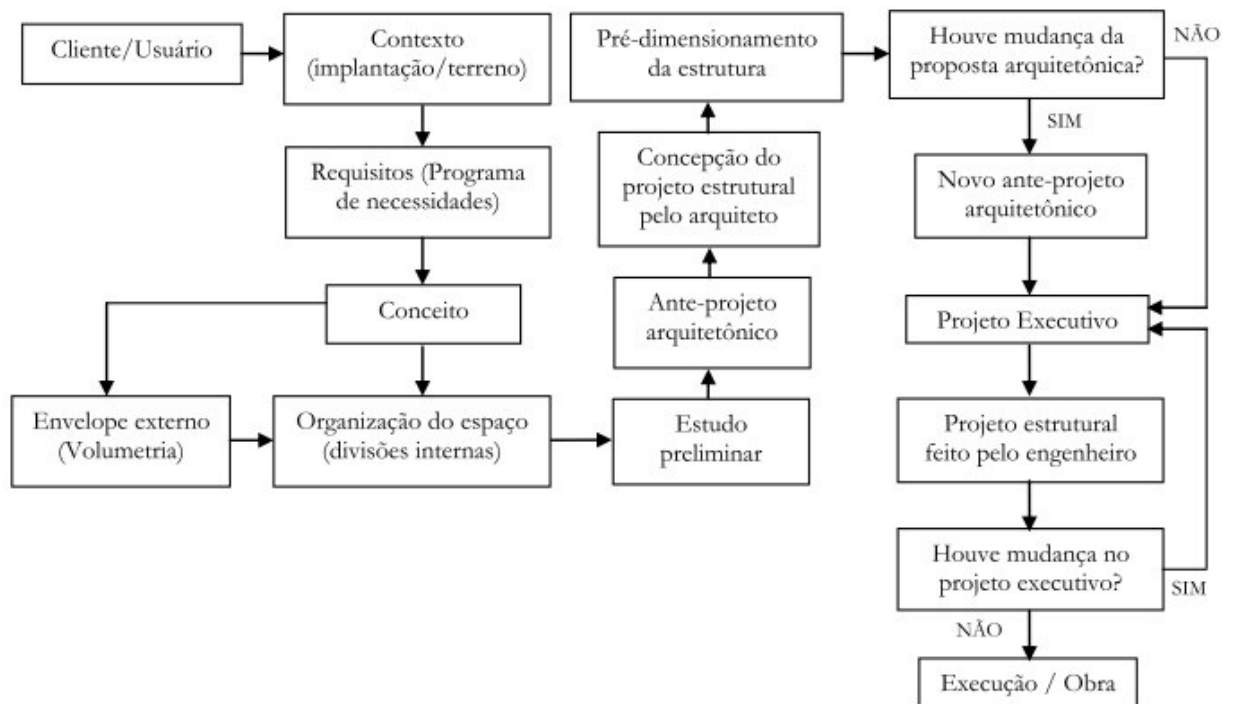 Cliente/Usuário
Contexto
(implantação/terreno)
Requisitos (Programa
de necessidades)
Conceito
Envelope externo
(Volumetria)
Organização do espaço
(divisões internas)
Estudo
preliminar
Ante-projeto
arquitetônico
Concepção do
projeto estrutural
pelo arquiteto
Pré-dimensionamento
da estrutura
Houve mudança da
proposta arquitetônica?
NÃO
SIM
Novo ante-projeto
arquitetônico
Projeto Executivo
Projeto estrutural
feito pelo engenheiro
Houve mudança no
projeto executivo?
SIM
NÃO
Execução / Obra